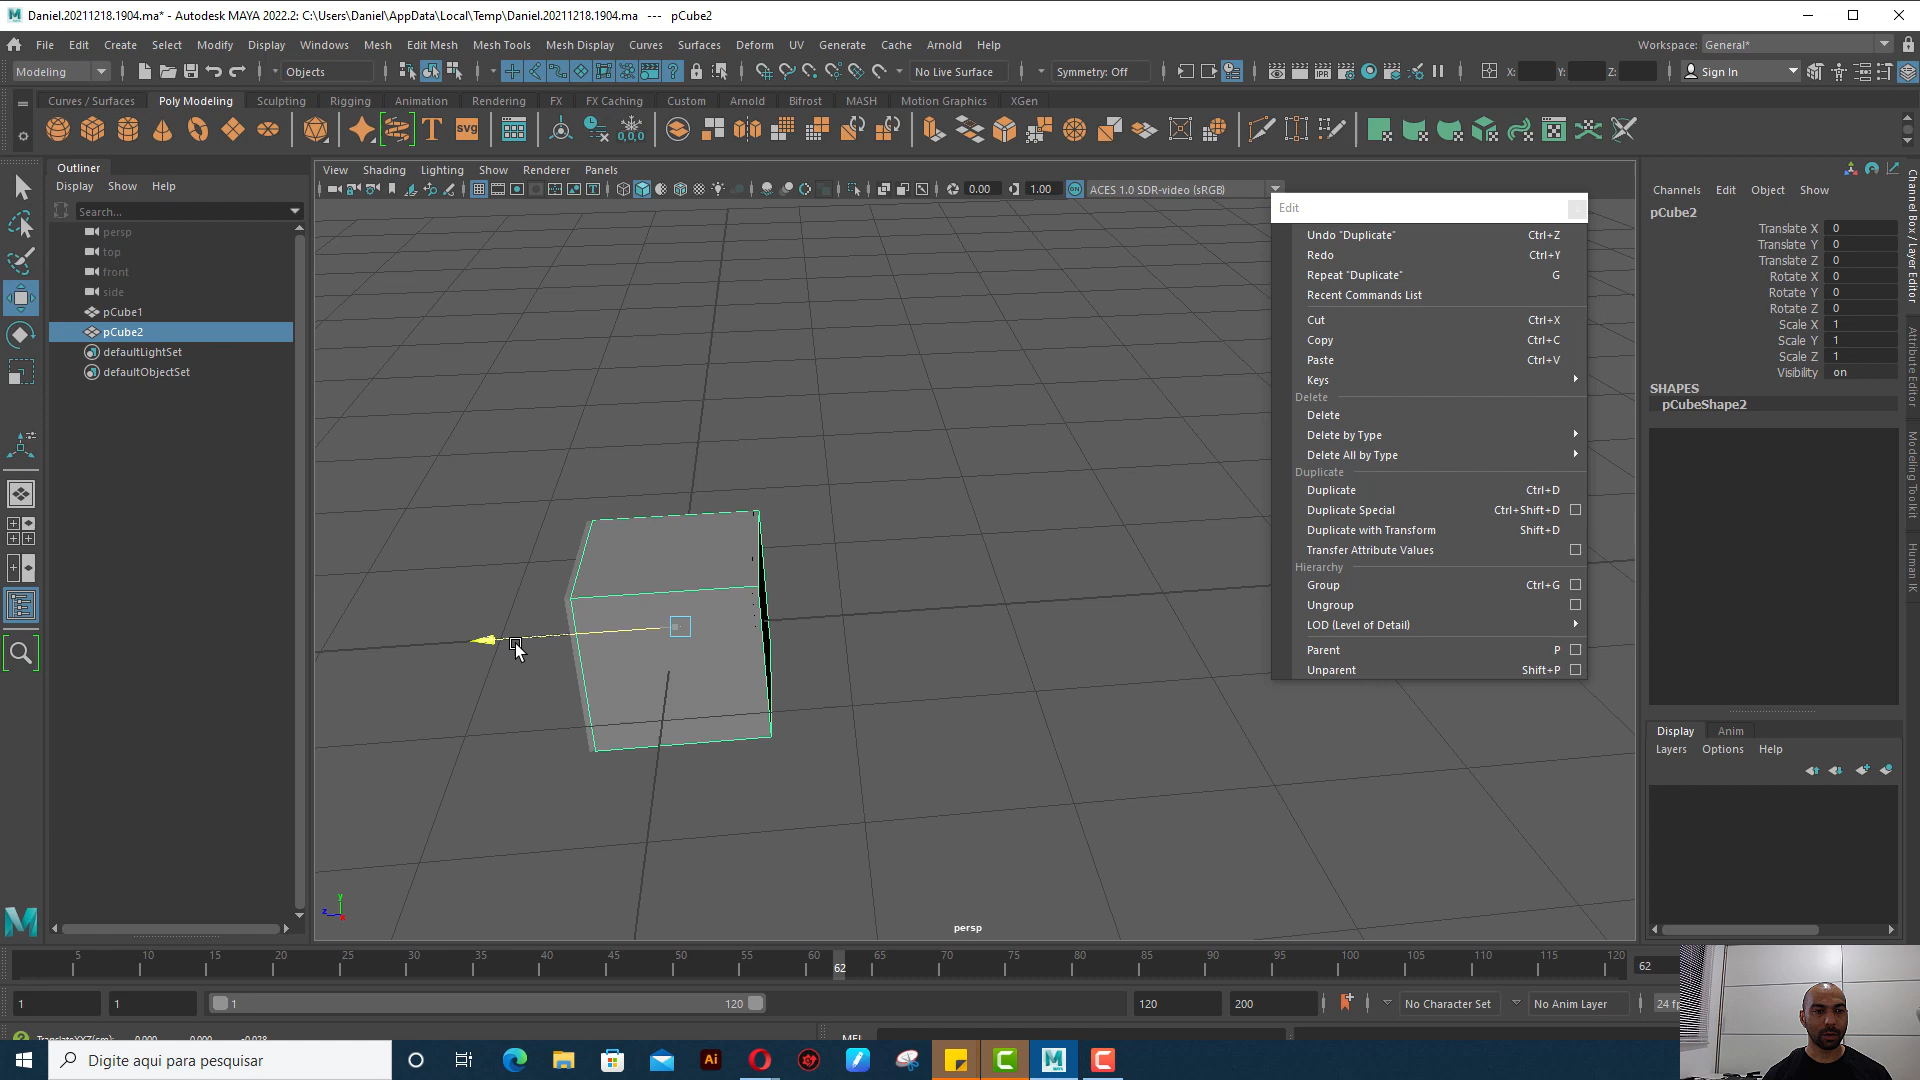 Daniel.20211218.1904.ma* - Autodesk MAYA 2022.2: C:\Users\Daniel\AppData\Local\Temp\Daniel.20211218.1904.ma --- pCube2
File Edit Create Select Modify Display Windows Mesh Edit Mesh Mesh Tools Mesh Display Curves Surfaces Deform UV Generate Cache Arnold Help
Workspace: General*
Modeling
Objects
No Live Surface
Symmetry: Off
X:
Y:
Z:
Sign In
Curves / Surfaces Poly Modeling Sculpting Rigging Animation Rendering FX FX Caching Custom Arnold Bifrost MASH Motion Graphics XGen
Outliner
Display Show Help
Search...
persp
top
front
side
pCube1
pCube2
defaultLightSet
defaultObjectSet
View Shading Lighting Show Renderer Panels
0.00
1.00
ACES 1.0 SDR-video (sRGB)
persp
Edit
Undo "Duplicate" Ctrl+Z
Redo Ctrl+Y
Repeat "Duplicate" G
Recent Commands List
Cut Ctrl+X
Copy Ctrl+C
Paste Ctrl+V
Keys
Delete
Delete
Delete by Type
Delete All by Type
Duplicate
Duplicate Ctrl+D
Duplicate Special Ctrl+Shift+D
Duplicate with Transform Shift+D
Transfer Attribute Values
Hierarchy
Group Ctrl+G
Ungroup
LOD (Level of Detail)
Parent P
Unparent Shift+P
Channels Edit Object Show
pCube2
Translate X 0
Translate Y 0
Translate Z 0
Rotate X 0
Rotate Y 0
Rotate Z 0
Scale X 1
Scale Y 1
Scale Z 1
Visibility on
SHAPES
pCubeShape2
Channel Box / Layer Editor
Attribute Editor
Modeling Toolkit
Human IK
Display Anim
Layers Options Help
5 10 15 20 25 30 35 40 45 50 55 60 62 65 70 75 80 85 90 95 100 105 110 115 120
62
1
1
1
120
120
200
No Character Set
No Anim Layer
MEL
Digite aqui para pesquisar